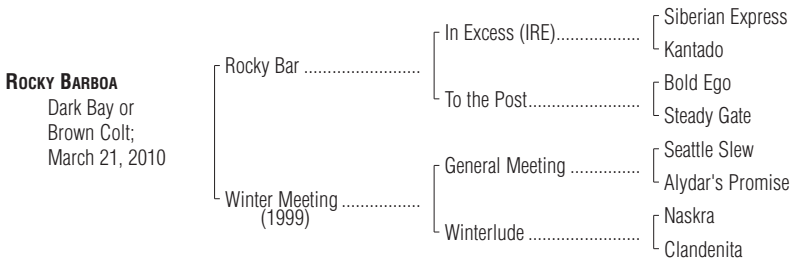 Siberian Express
In Excess (IRE)..................
Kantado
Rocky Bar .........................
Bold Ego
To the Post........................
Steady Gate
ROCKY BARBOA
Dark Bay or
Brown Colt;
March 21, 2010
Seattle Slew
General Meeting ...............
Alydar's Promise
Winter Meeting .................
(1999)
Naskra
Winterlude ........................
Clandenita